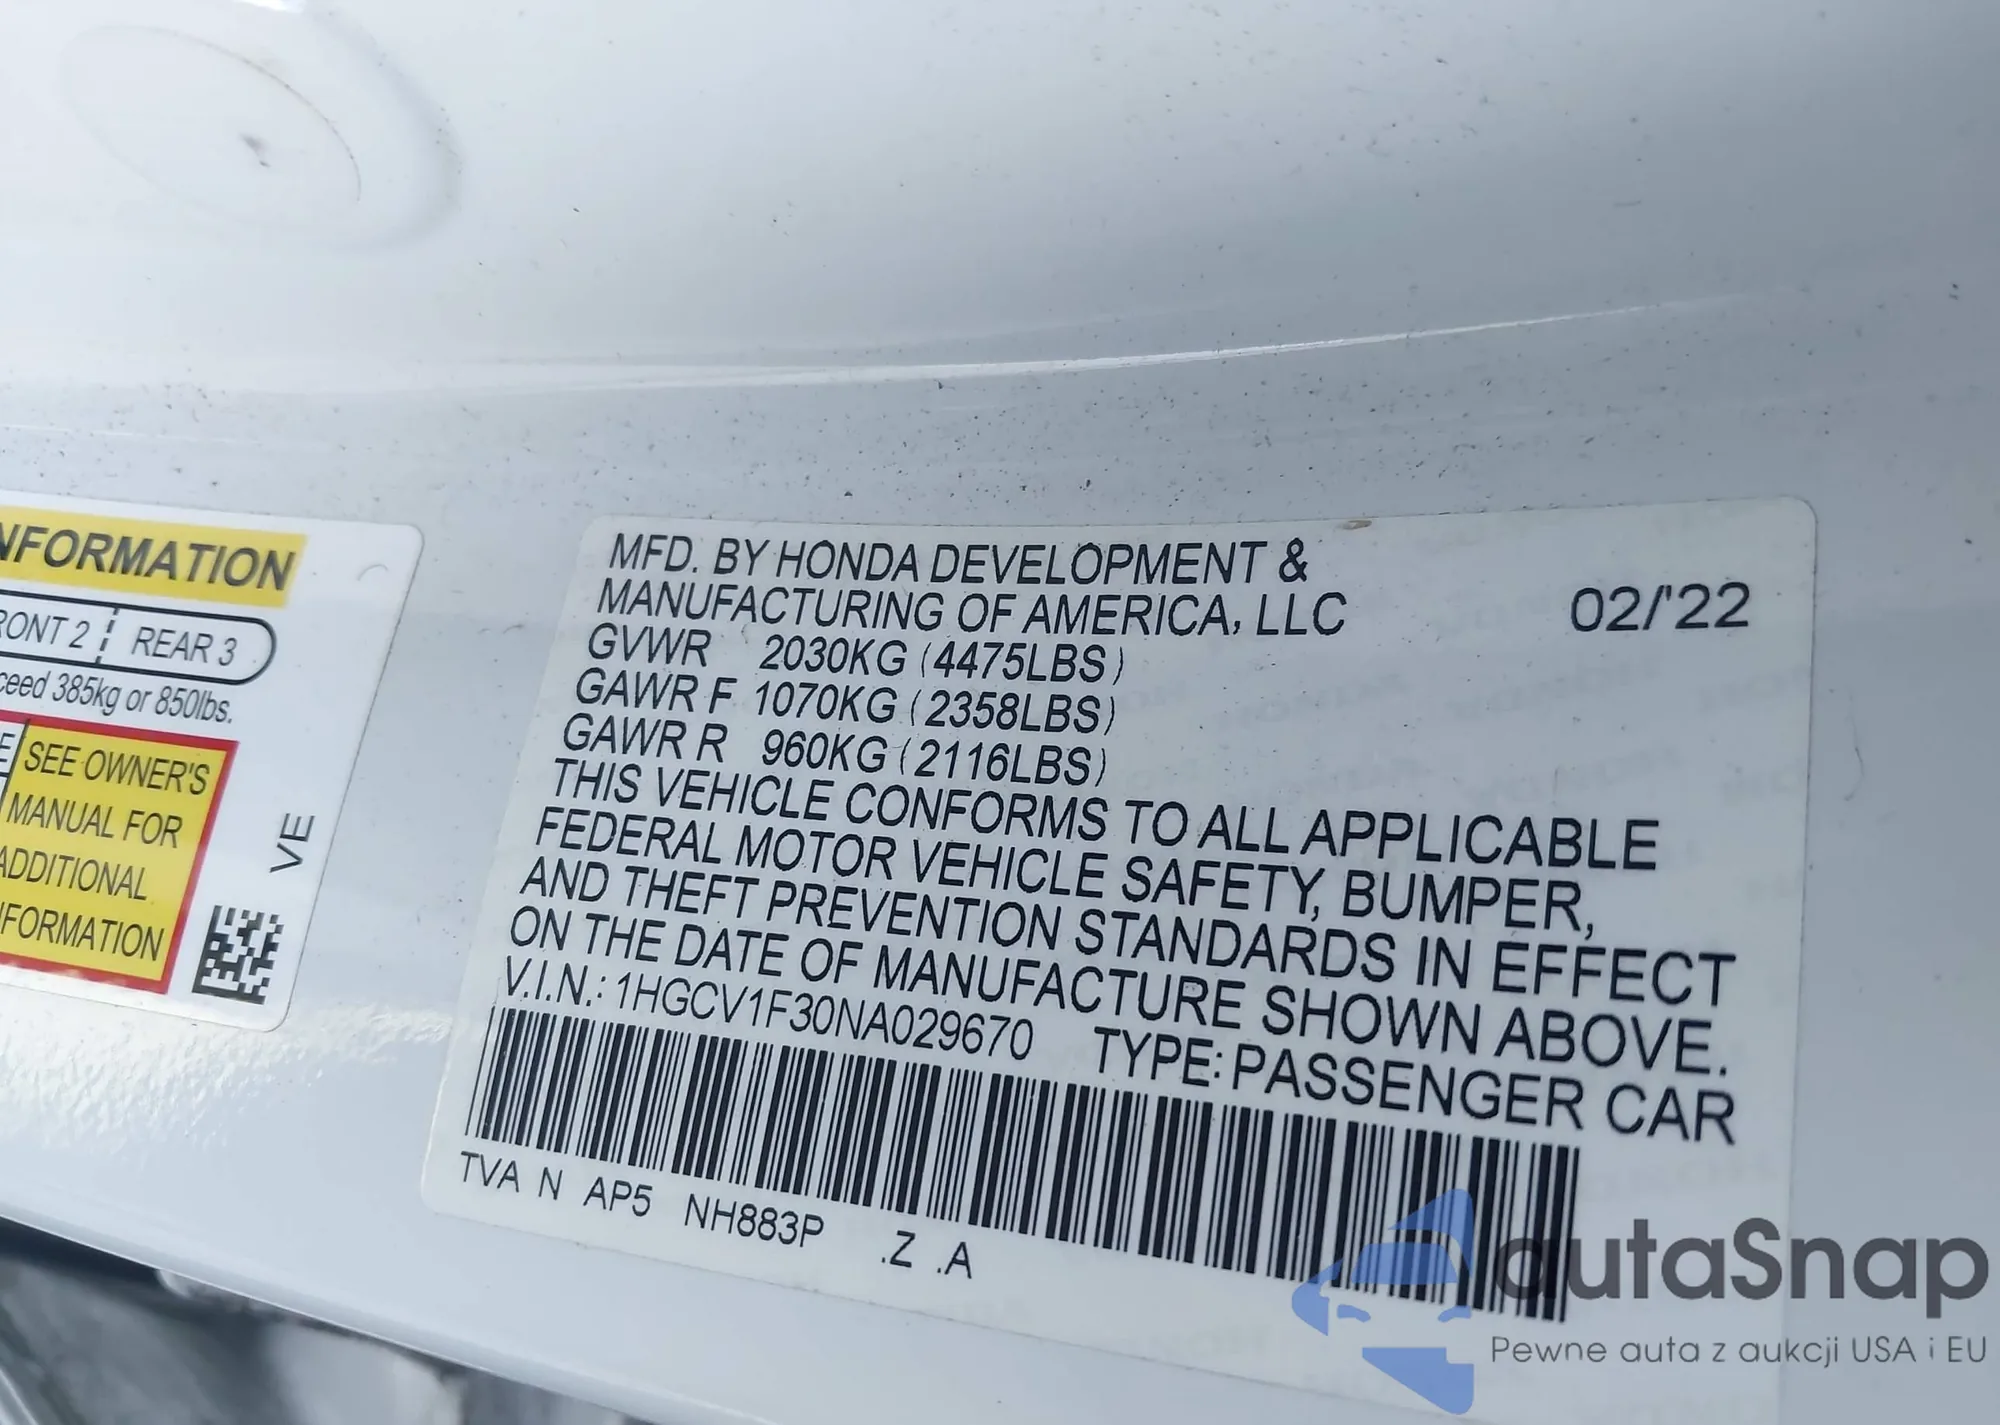 NFORMATION
RONT 2 REAR 3
ceed 385kg or 850lbs.
E
SEE OWNER'S
MANUAL FOR
ADDITIONAL
NFORMATION
VE
MFD. BY HONDA DEVELOPMENT &
MANUFACTURING OF AMERICA, LLC
02/'22
GVWR 2030KG (4475LBS)
GAWR F 1070KG (2358LBS)
GAWR R 960KG (2116LBS)
THIS VEHICLE CONFORMS TO ALL APPLICABLE
FEDERAL MOTOR VEHICLE SAFETY, BUMPER,
AND THEFT PREVENTION STANDARDS IN EFFECT
ON THE DATE OF MANUFACTURE SHOWN ABOVE.
V.I.N.: 1HGCV1F30NA029670 TYPE: PASSENGER CAR
TVA N AP5 NH883P .Z .A
autaSnap
Pewne auta z aukcji USA i EU